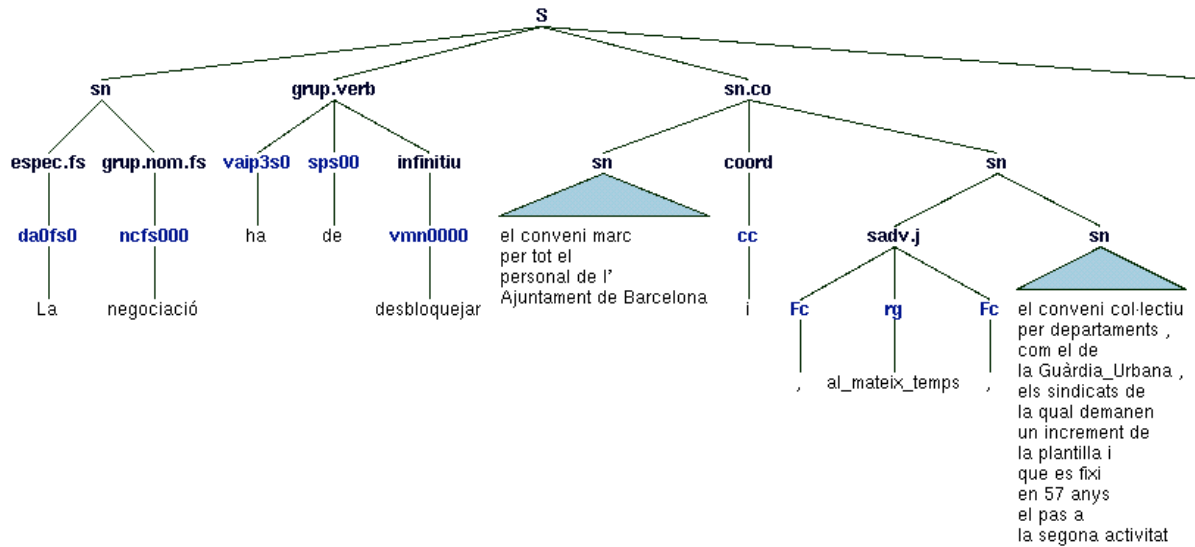 S
sn grup.verb sn.co
espec.fs grup.nom.fs vaip3s0 sps00 infinitiu sn coord sn
da0fs0 ncfs000 ha de vmn0000 cc sadv.j sn
La negociació desbloquejar i Fc rg Fc
el conveni marc
per tot el
personal de l'
Ajuntament de Barcelona
, al_mateix_temps ,
el conveni col·lectiu
per departaments ,
com el de
la Guàrdia_Urbana ,
els sindicats de
la qual demanen
un increment de
la plantilla i
que es fixi
en 57 anys
el pas a
la segona activitat